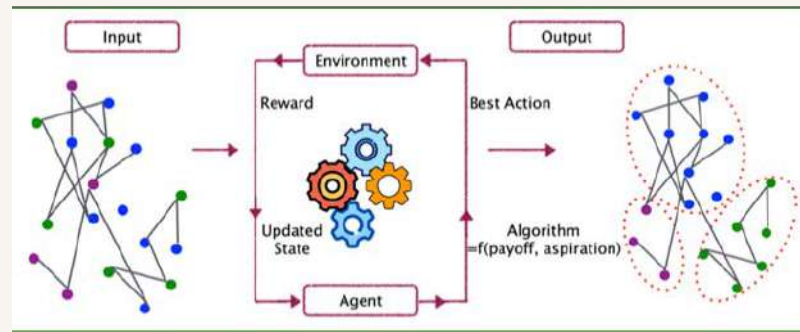 Input
Environment
Output
Reward
Best Action
Updated
State
Algorithm
=f(payoff, aspiration)
Agent